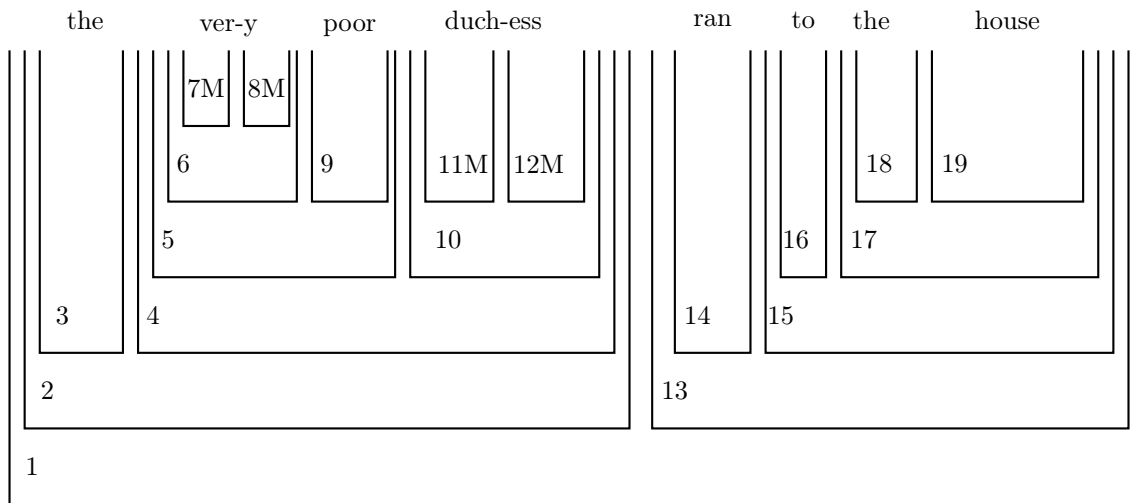 the ver-y poor duch-ess ran to the house
7M 8M
6 9 11M 12M 18 19
5 10 16 17
3 4 14 15
2 13
1